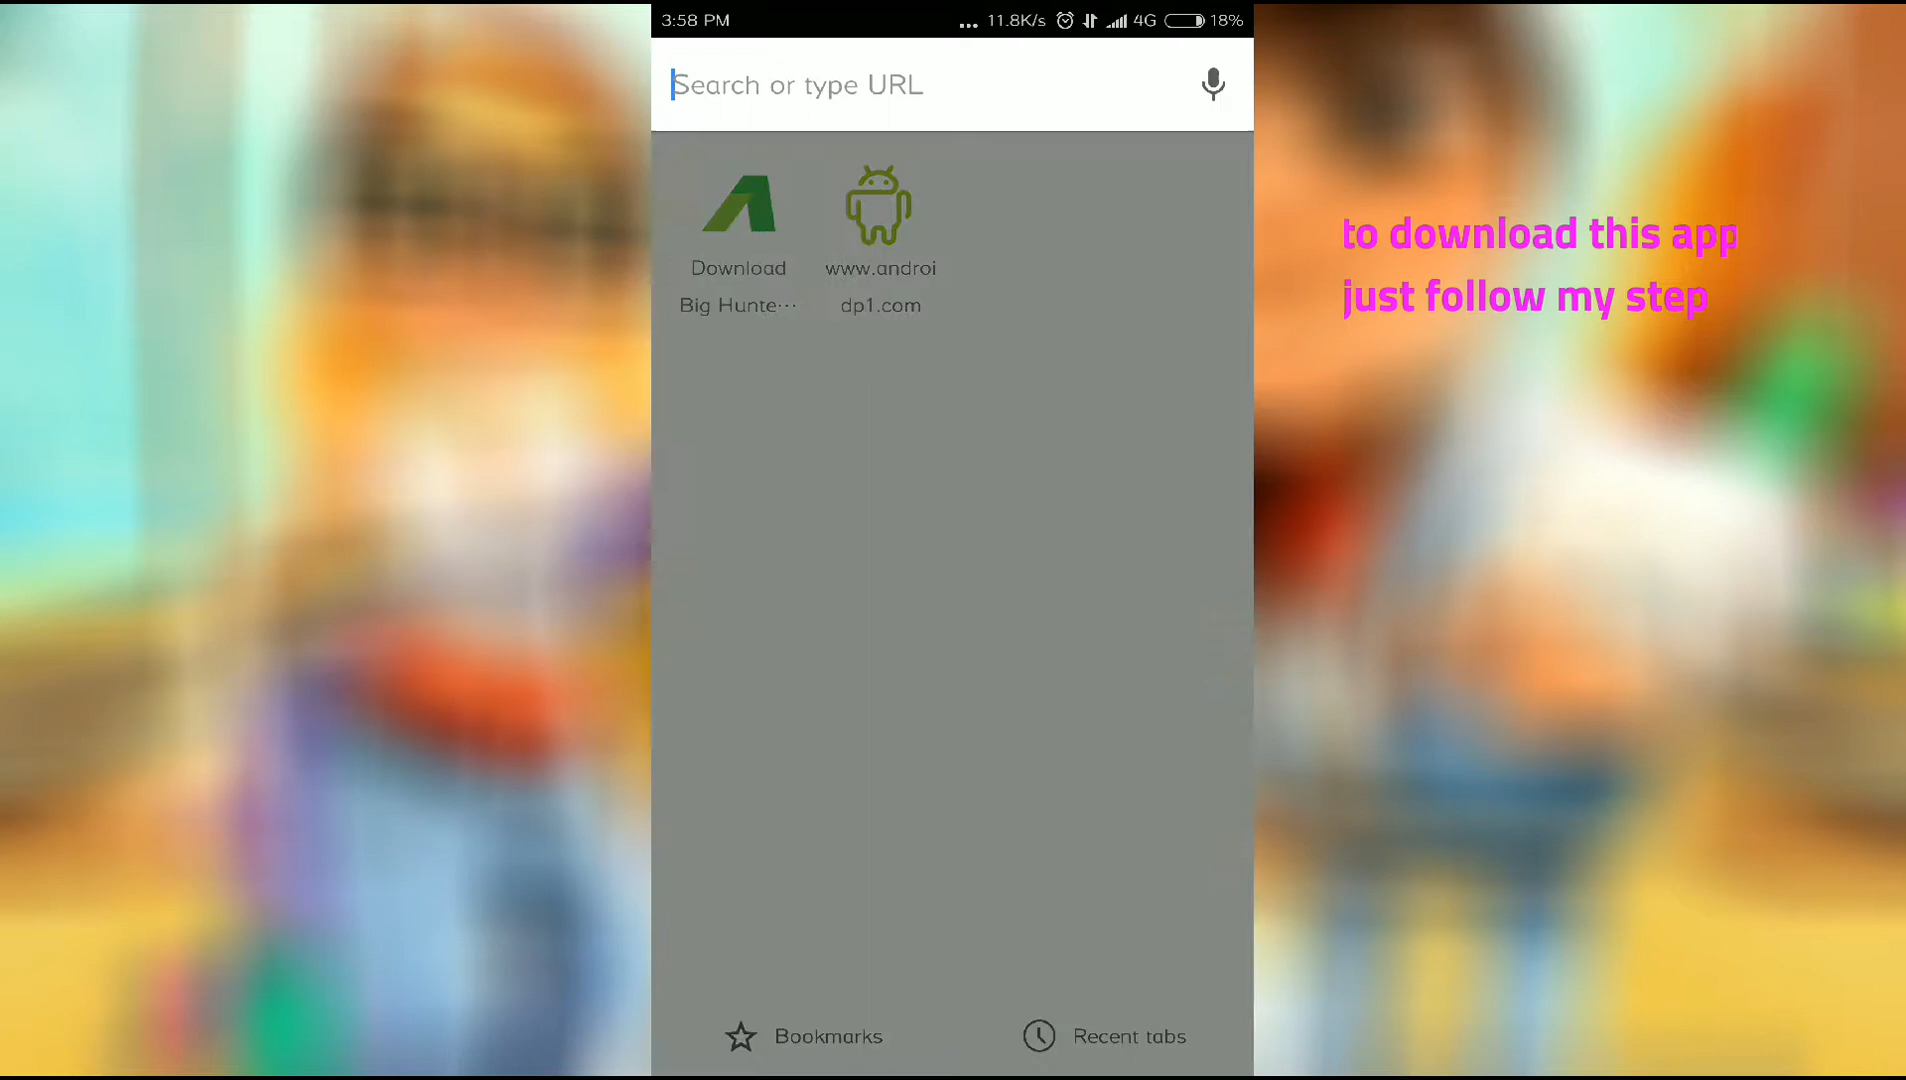 3:58 PM
... 11.8K/s 4G 18%
Search or type URL
Download
Big Hunte...
www.androi
dp1.com
to download this app
just follow my step
Bookmarks
Recent tabs